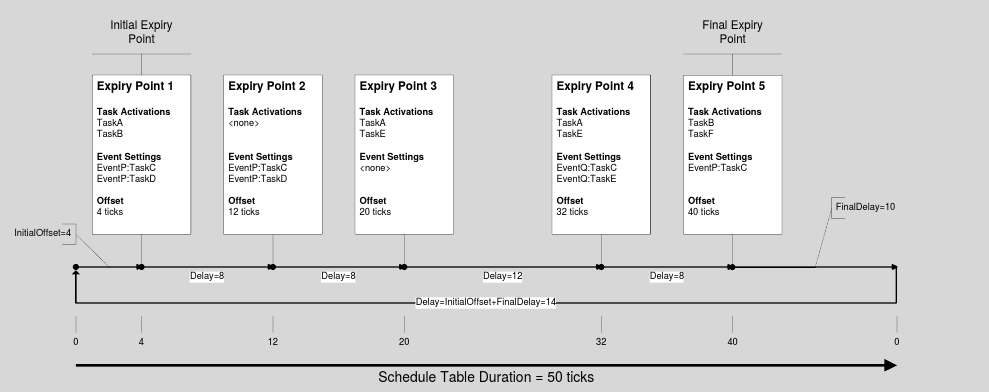 Initial Expiry
Point
Final Expiry
Point
Expiry Point 1
Task Activations
TaskA
TaskB
Event Settings
EventP:TaskC
EventP:TaskD
Offset
4 ticks
Expiry Point 2
Task Activations
<none>
Event Settings
EventP:TaskC
EventP:TaskD
Offset
12 ticks
Expiry Point 3
Task Activations
TaskA
TaskE
Event Settings
<none>
Offset
20 ticks
Expiry Point 4
Task Activations
TaskA
TaskE
Event Settings
EventQ:TaskC
EventQ:TaskE
Offset
32 ticks
Expiry Point 5
Task Activations
TaskB
TaskF
Event Settings
EventP:TaskC
Offset
40 ticks
InitialOffset=4
FinalDelay=10
Delay=8
Delay=8
Delay=12
Delay=8
Delay=InitialOffset+FinalDelay=14
0
4
12
20
32
40
0
Schedule Table Duration = 50 ticks